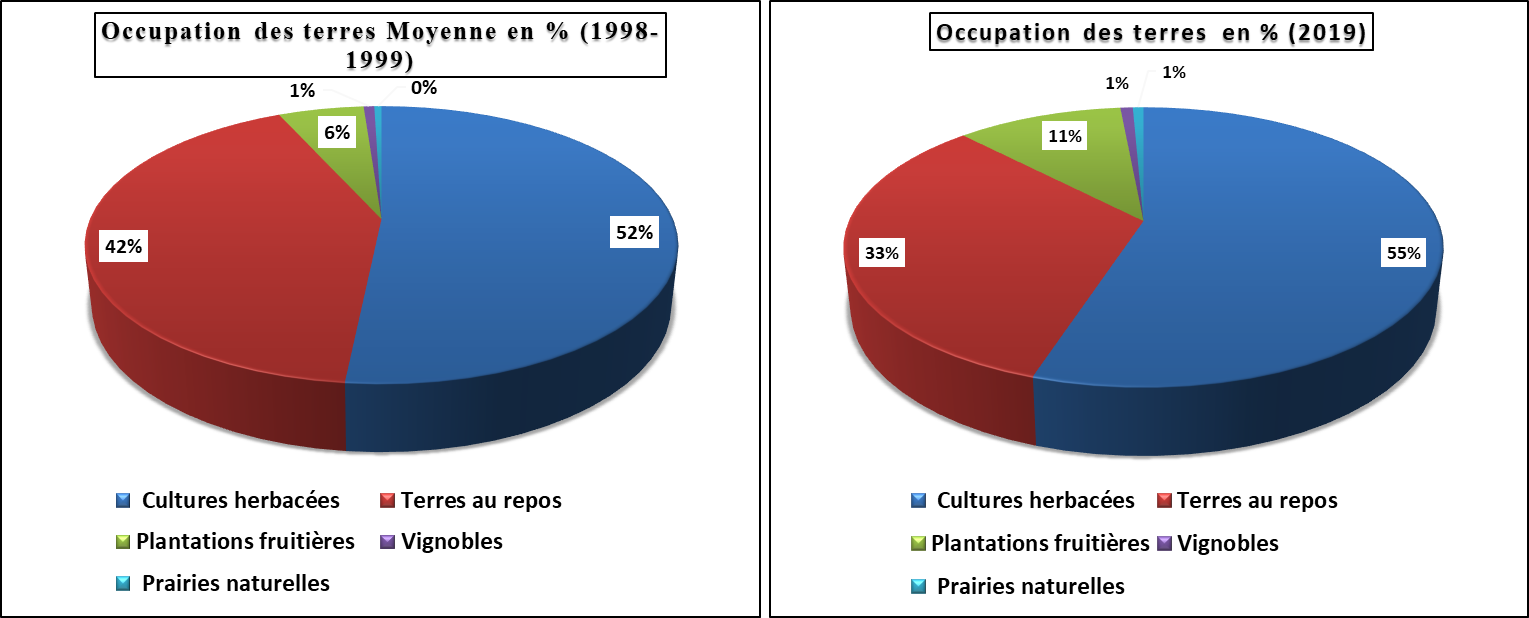 Occupation des terres Moyenne en % (1998-
1999)
1%
0%
6%
42%
52%
Cultures herbacées
Terres au repos
Plantations fruitières
Vignobles
Prairies naturelles
Occupation des terres en % (2019)
1%
1%
11%
33%
55%
Cultures herbacées
Terres au repos
Plantations fruitières
Vignobles
Prairies naturelles